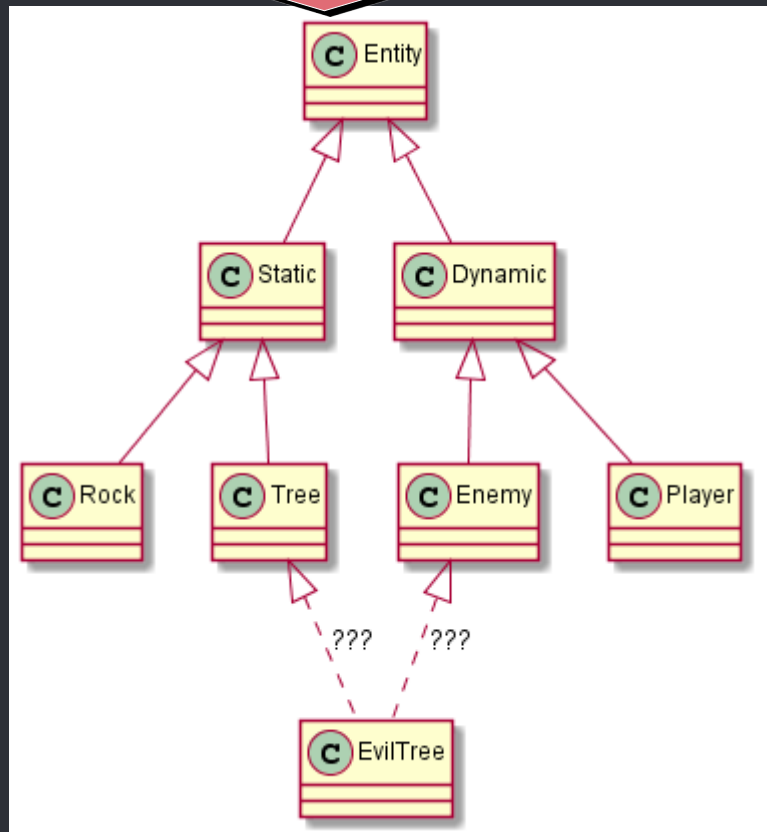 C Entity
C Static
C Dynamic
C Rock
C Tree
C Enemy
C Player
???
???
C EvilTree